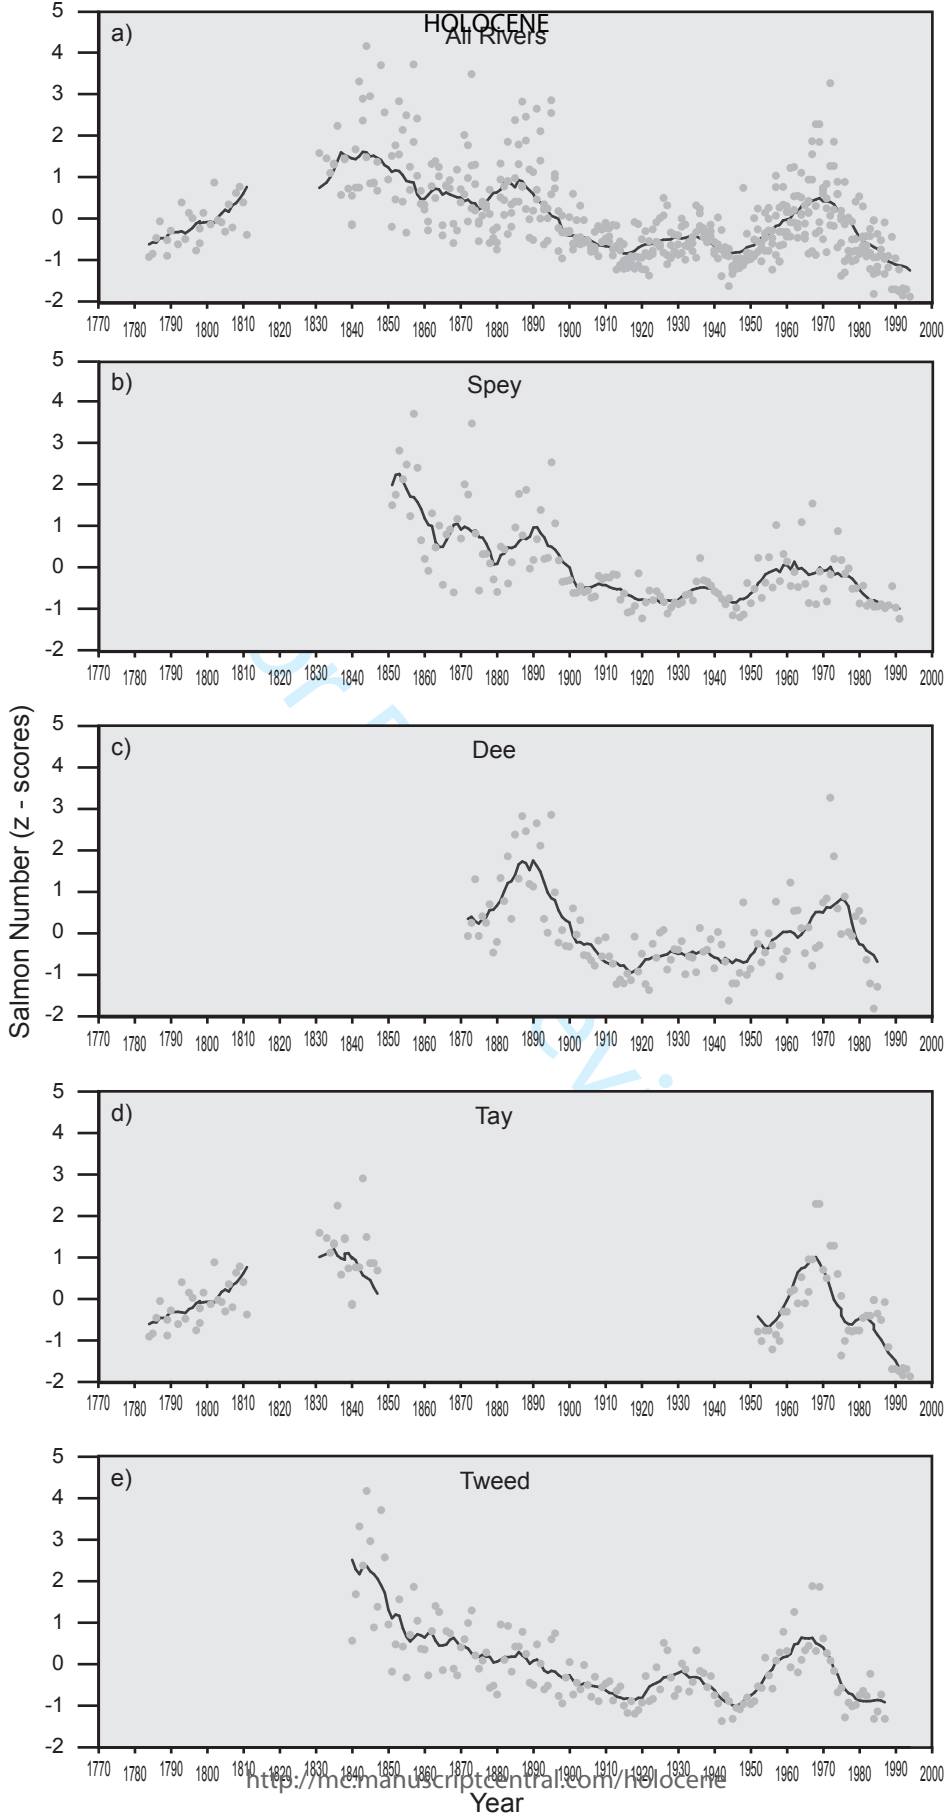 HOLOCENE
a)
All Rivers
5
4
3
2
1
0
-1
-2
1770 1780 1790 1800 1810 1820 1830 1840 1850 1860 1870 1880 1890 1900 1910 1920 1930 1940 1950 1960 1970 1980 1990 2000
b)
Spey
5
4
3
2
1
0
-1
-2
1770 1780 1790 1800 1810 1820 1830 1840 1850 1860 1870 1880 1890 1900 1910 1920 1930 1940 1950 1960 1970 1980 1990 2000
Salmon Number (z - scores)
c)
Dee
5
4
3
2
1
0
-1
-2
1770 1780 1790 1800 1810 1820 1830 1840 1850 1860 1870 1880 1890 1900 1910 1920 1930 1940 1950 1960 1970 1980 1990 2000
d)
Tay
5
4
3
2
1
0
-1
-2
1770 1780 1790 1800 1810 1820 1830 1840 1850 1860 1870 1880 1890 1900 1910 1920 1930 1940 1950 1960 1970 1980 1990 2000
e)
Tweed
5
4
3
2
1
0
-1
-2
1770 1780 1790 1800 1810 1820 1830 1840 1850 1860 1870 1880 1890 1900 1910 1920 1930 1940 1950 1960 1970 1980 1990 2000
http://mc.manuscriptcentral.com/holocene
Year